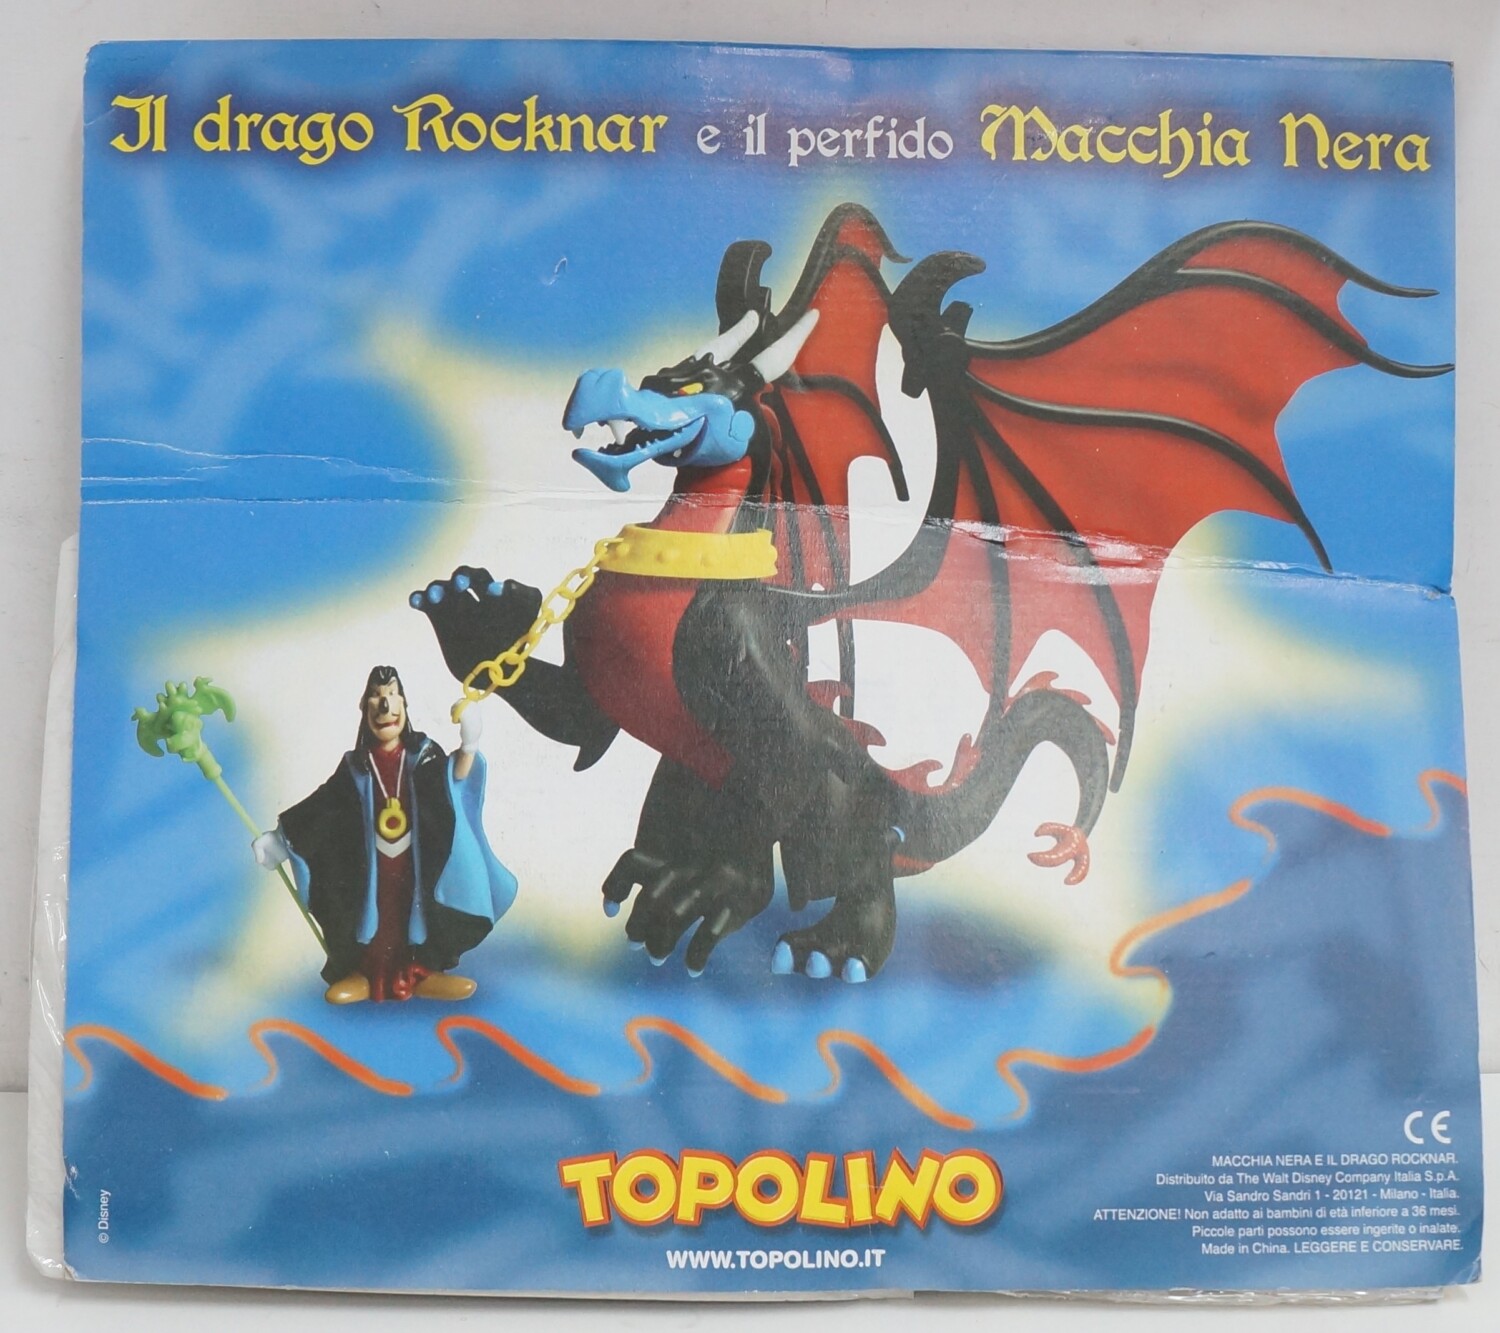 Il drago Rocknar e il perfido Macchia Nera
TOPOLINO
WWW.TOPOLINO.IT
© Disney
CE
MACCHIA NERA E IL DRAGO ROCKNAR.
Distribuito da The Walt Disney Company Italia S.p.A.
Via Sandro Sandri 1 - 20121 - Milano - Italia.
ATTENZIONE! Non adatto ai bambini di età inferiore a 36 mesi.
Piccole parti possono essere ingerite o inalate.
Made in China. LEGGERE E CONSERVARE.